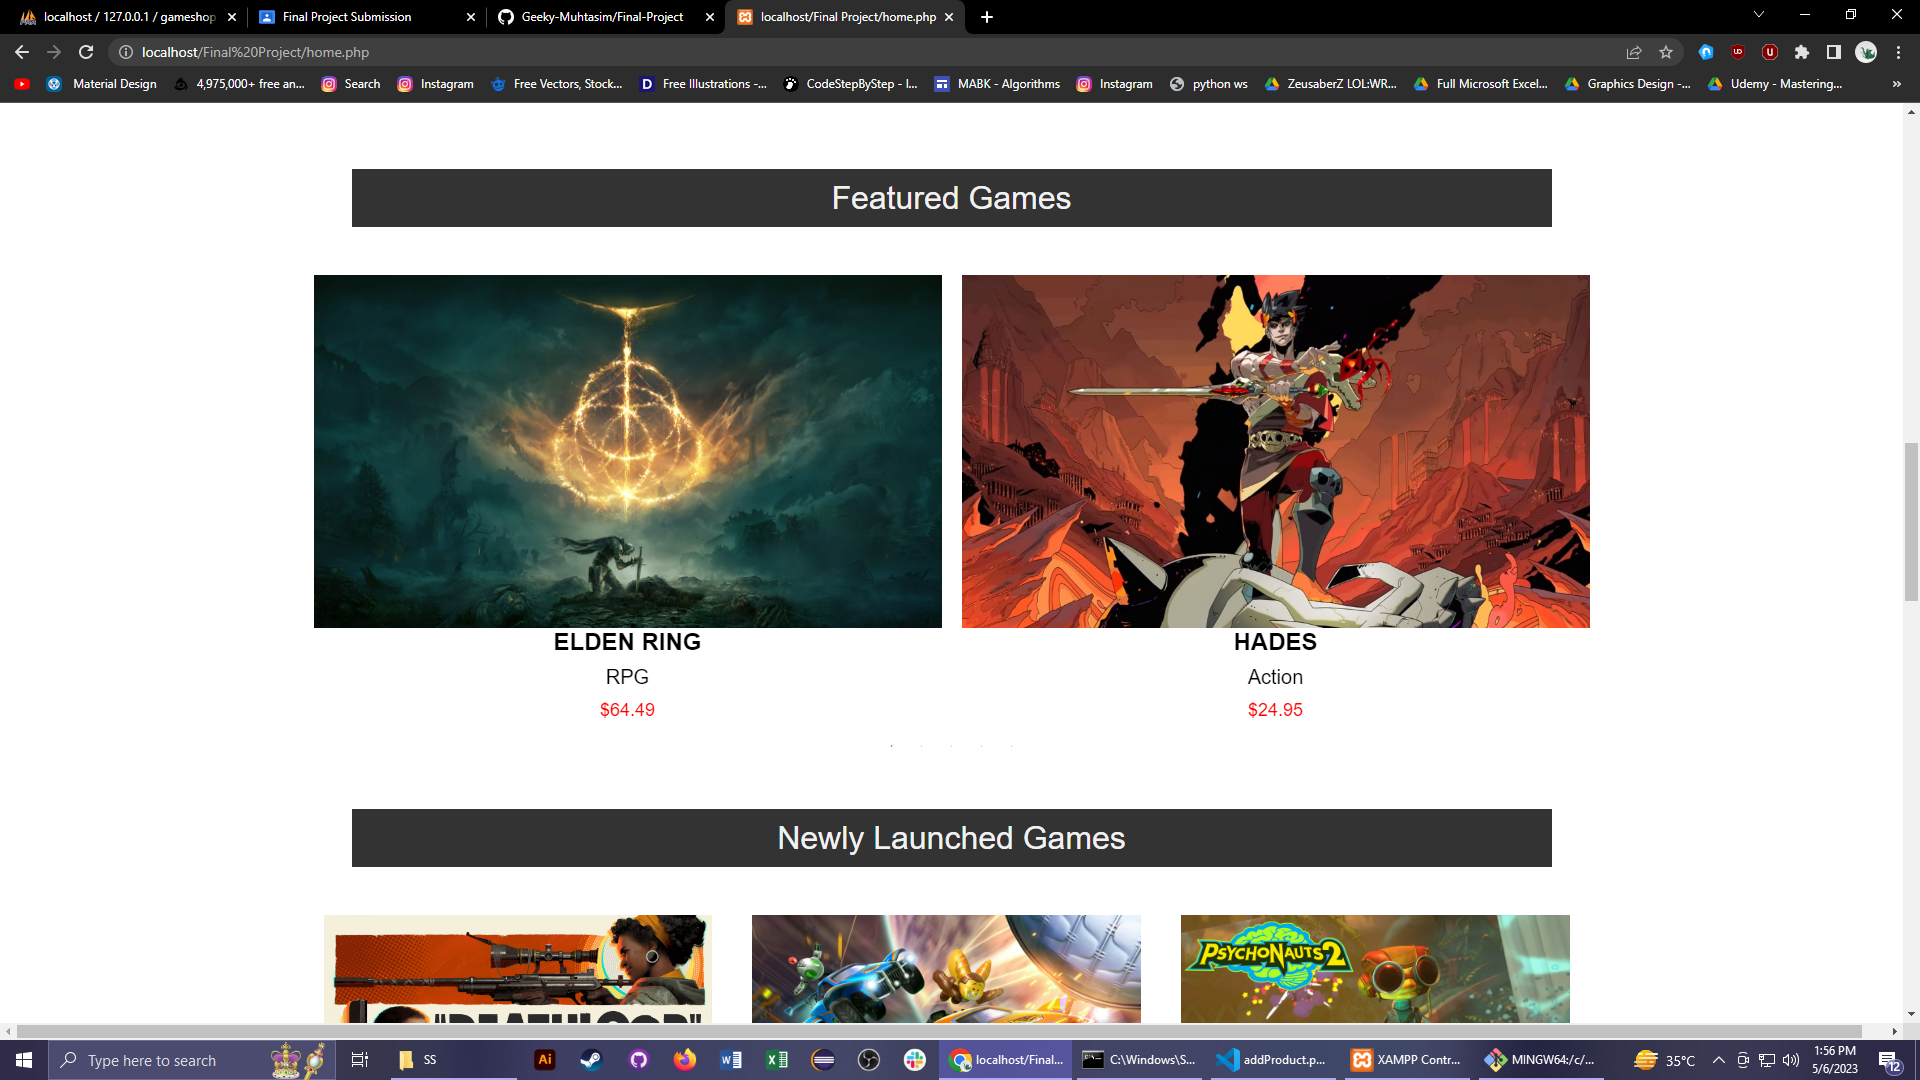 localhost / 127.0.0.1 / gameshop
Final Project Submission
Geeky-Muhtasim/Final-Project
localhost/Final Project/home.php
localhost/Final%20Project/home.php
Material Design
4,975,000+ free an...
Search
Instagram
Free Vectors, Stock...
Free Illustrations -...
CodeStepByStep - I...
MABK - Algorithms
Instagram
python ws
ZeusaberZ LOL:WR...
Full Microsoft Excel...
Graphics Design -...
Udemy - Mastering...
Featured Games
ELDEN RING
RPG
$64.49
HADES
Action
$24.95
Newly Launched Games
"DEATHLOOP"
PSYCHONAUTS 2
Type here to search
SS
localhost/Final...
C:\Windows\S...
addProduct.p...
XAMPP Contr...
MINGW64:/c/...
35°C
1:56 PM
5/6/2023
12